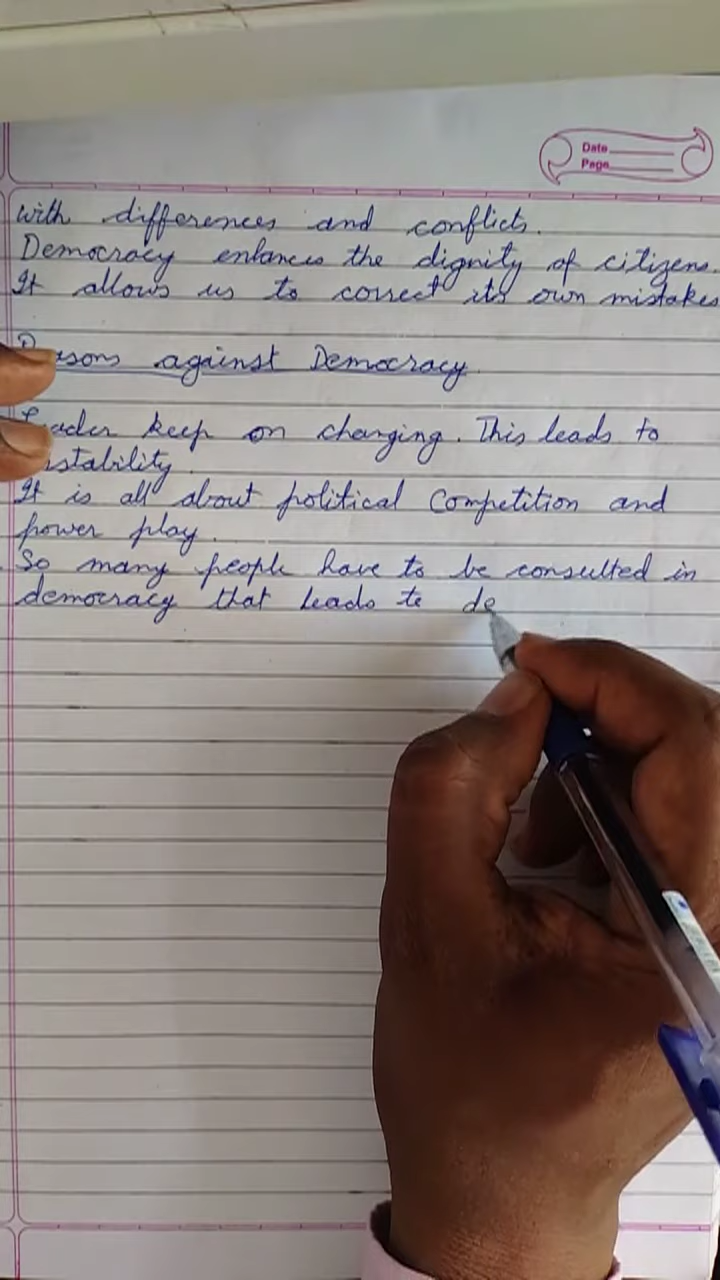 Date
Page
with differences and conflicts.
Democracy enhances the dignity of citizens.
It allows us to correct its own mistakes
against Democracy
keep on changing. This leads to
It is all about political Competition and
power play.
So many people have to be consulted in
democracy that leads to de